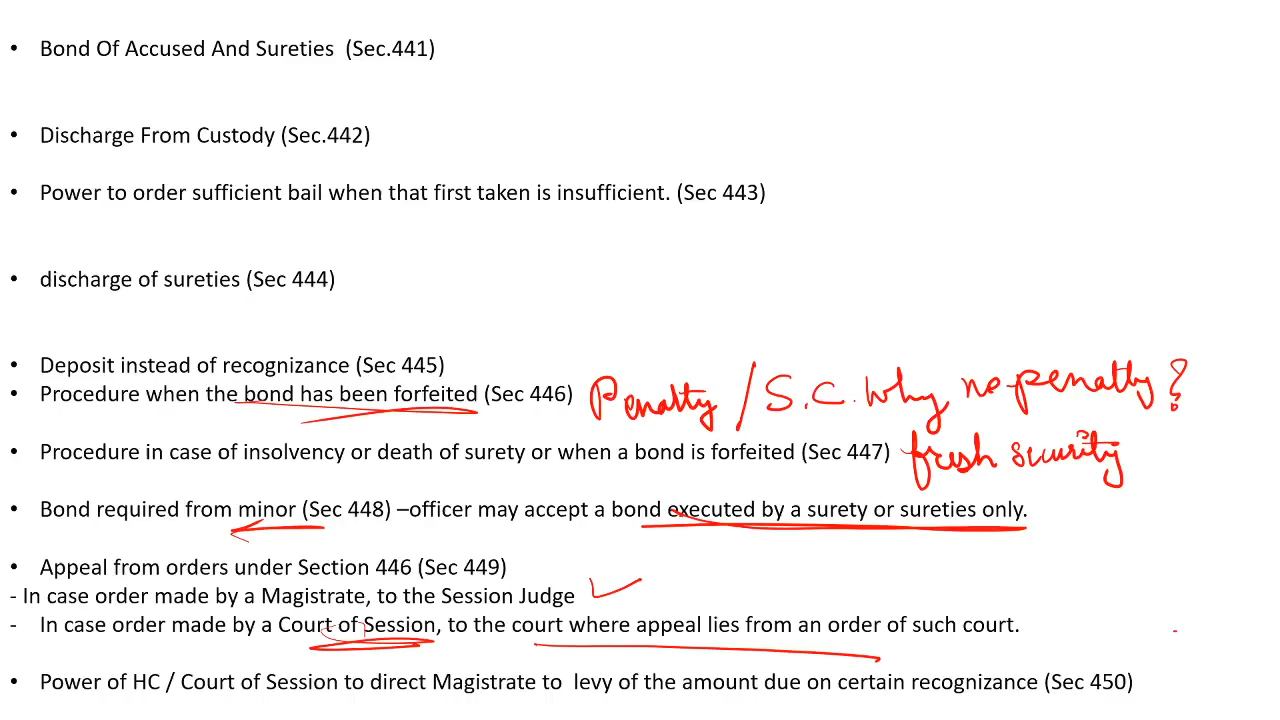 • Bond Of Accused And Sureties (Sec.441)
• Discharge From Custody (Sec.442)
• Power to order sufficient bail when that first taken is insufficient. (Sec 443)
• discharge of sureties (Sec 444)
• Deposit instead of recognizance (Sec 445)
• Procedure when the bond has been forfeited (Sec 446) Penalty / S.C. Why no penalty ?
• Procedure in case of insolvency or death of surety or when a bond is forfeited (Sec 447) fresh security
• Bond required from minor (Sec 448) –officer may accept a bond executed by a surety or sureties only.
• Appeal from orders under Section 446 (Sec 449)
- In case order made by a Magistrate, to the Session Judge
- In case order made by a Court of Session, to the court where appeal lies from an order of such court.
• Power of HC / Court of Session to direct Magistrate to levy of the amount due on certain recognizance (Sec 450)